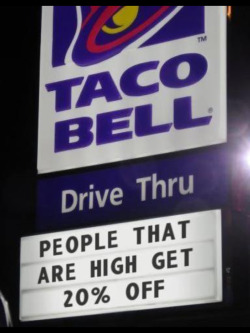 TACO
BELL
Drive Thru
PEOPLE THAT
ARE HIGH GET
20% OFF